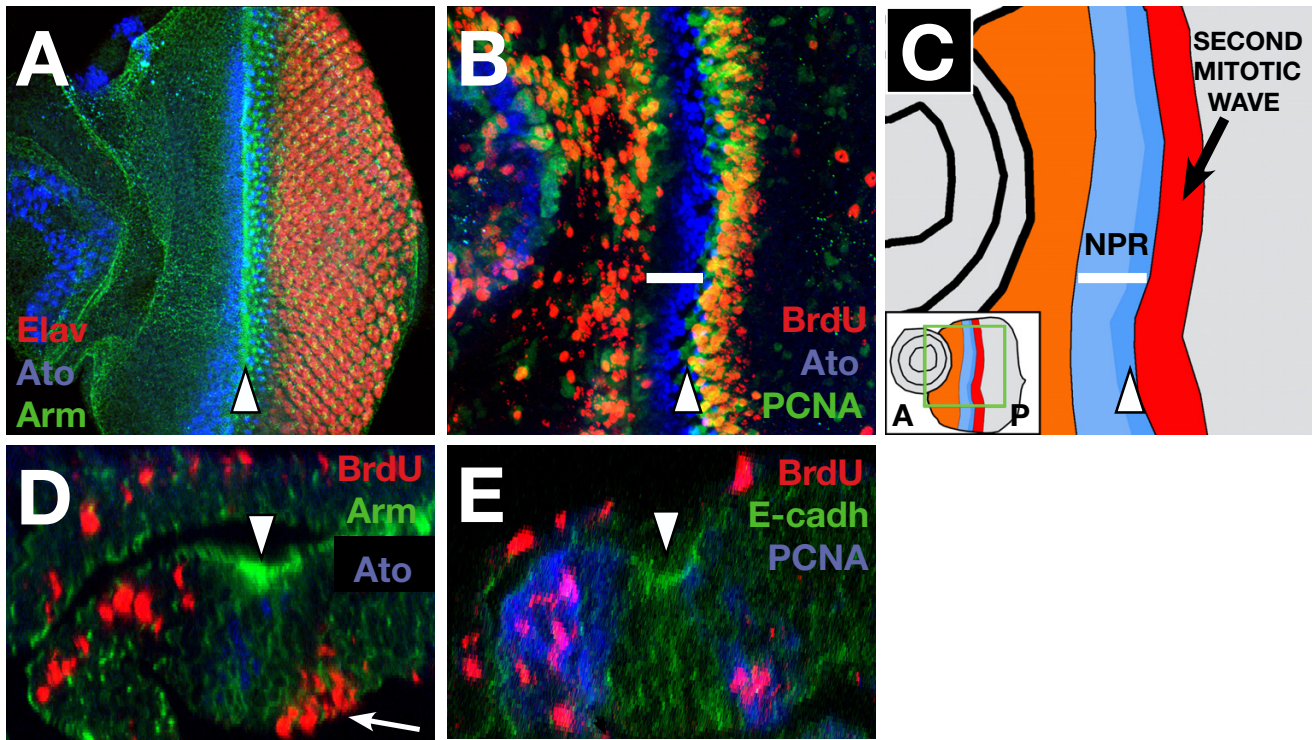 A
Elav
Ato
Arm
B
BrdU
Ato
PCNA
C
SECOND
MITOTIC
WAVE
NPR
A
P
D
BrdU
Arm
Ato
E
BrdU
E-cadh
PCNA